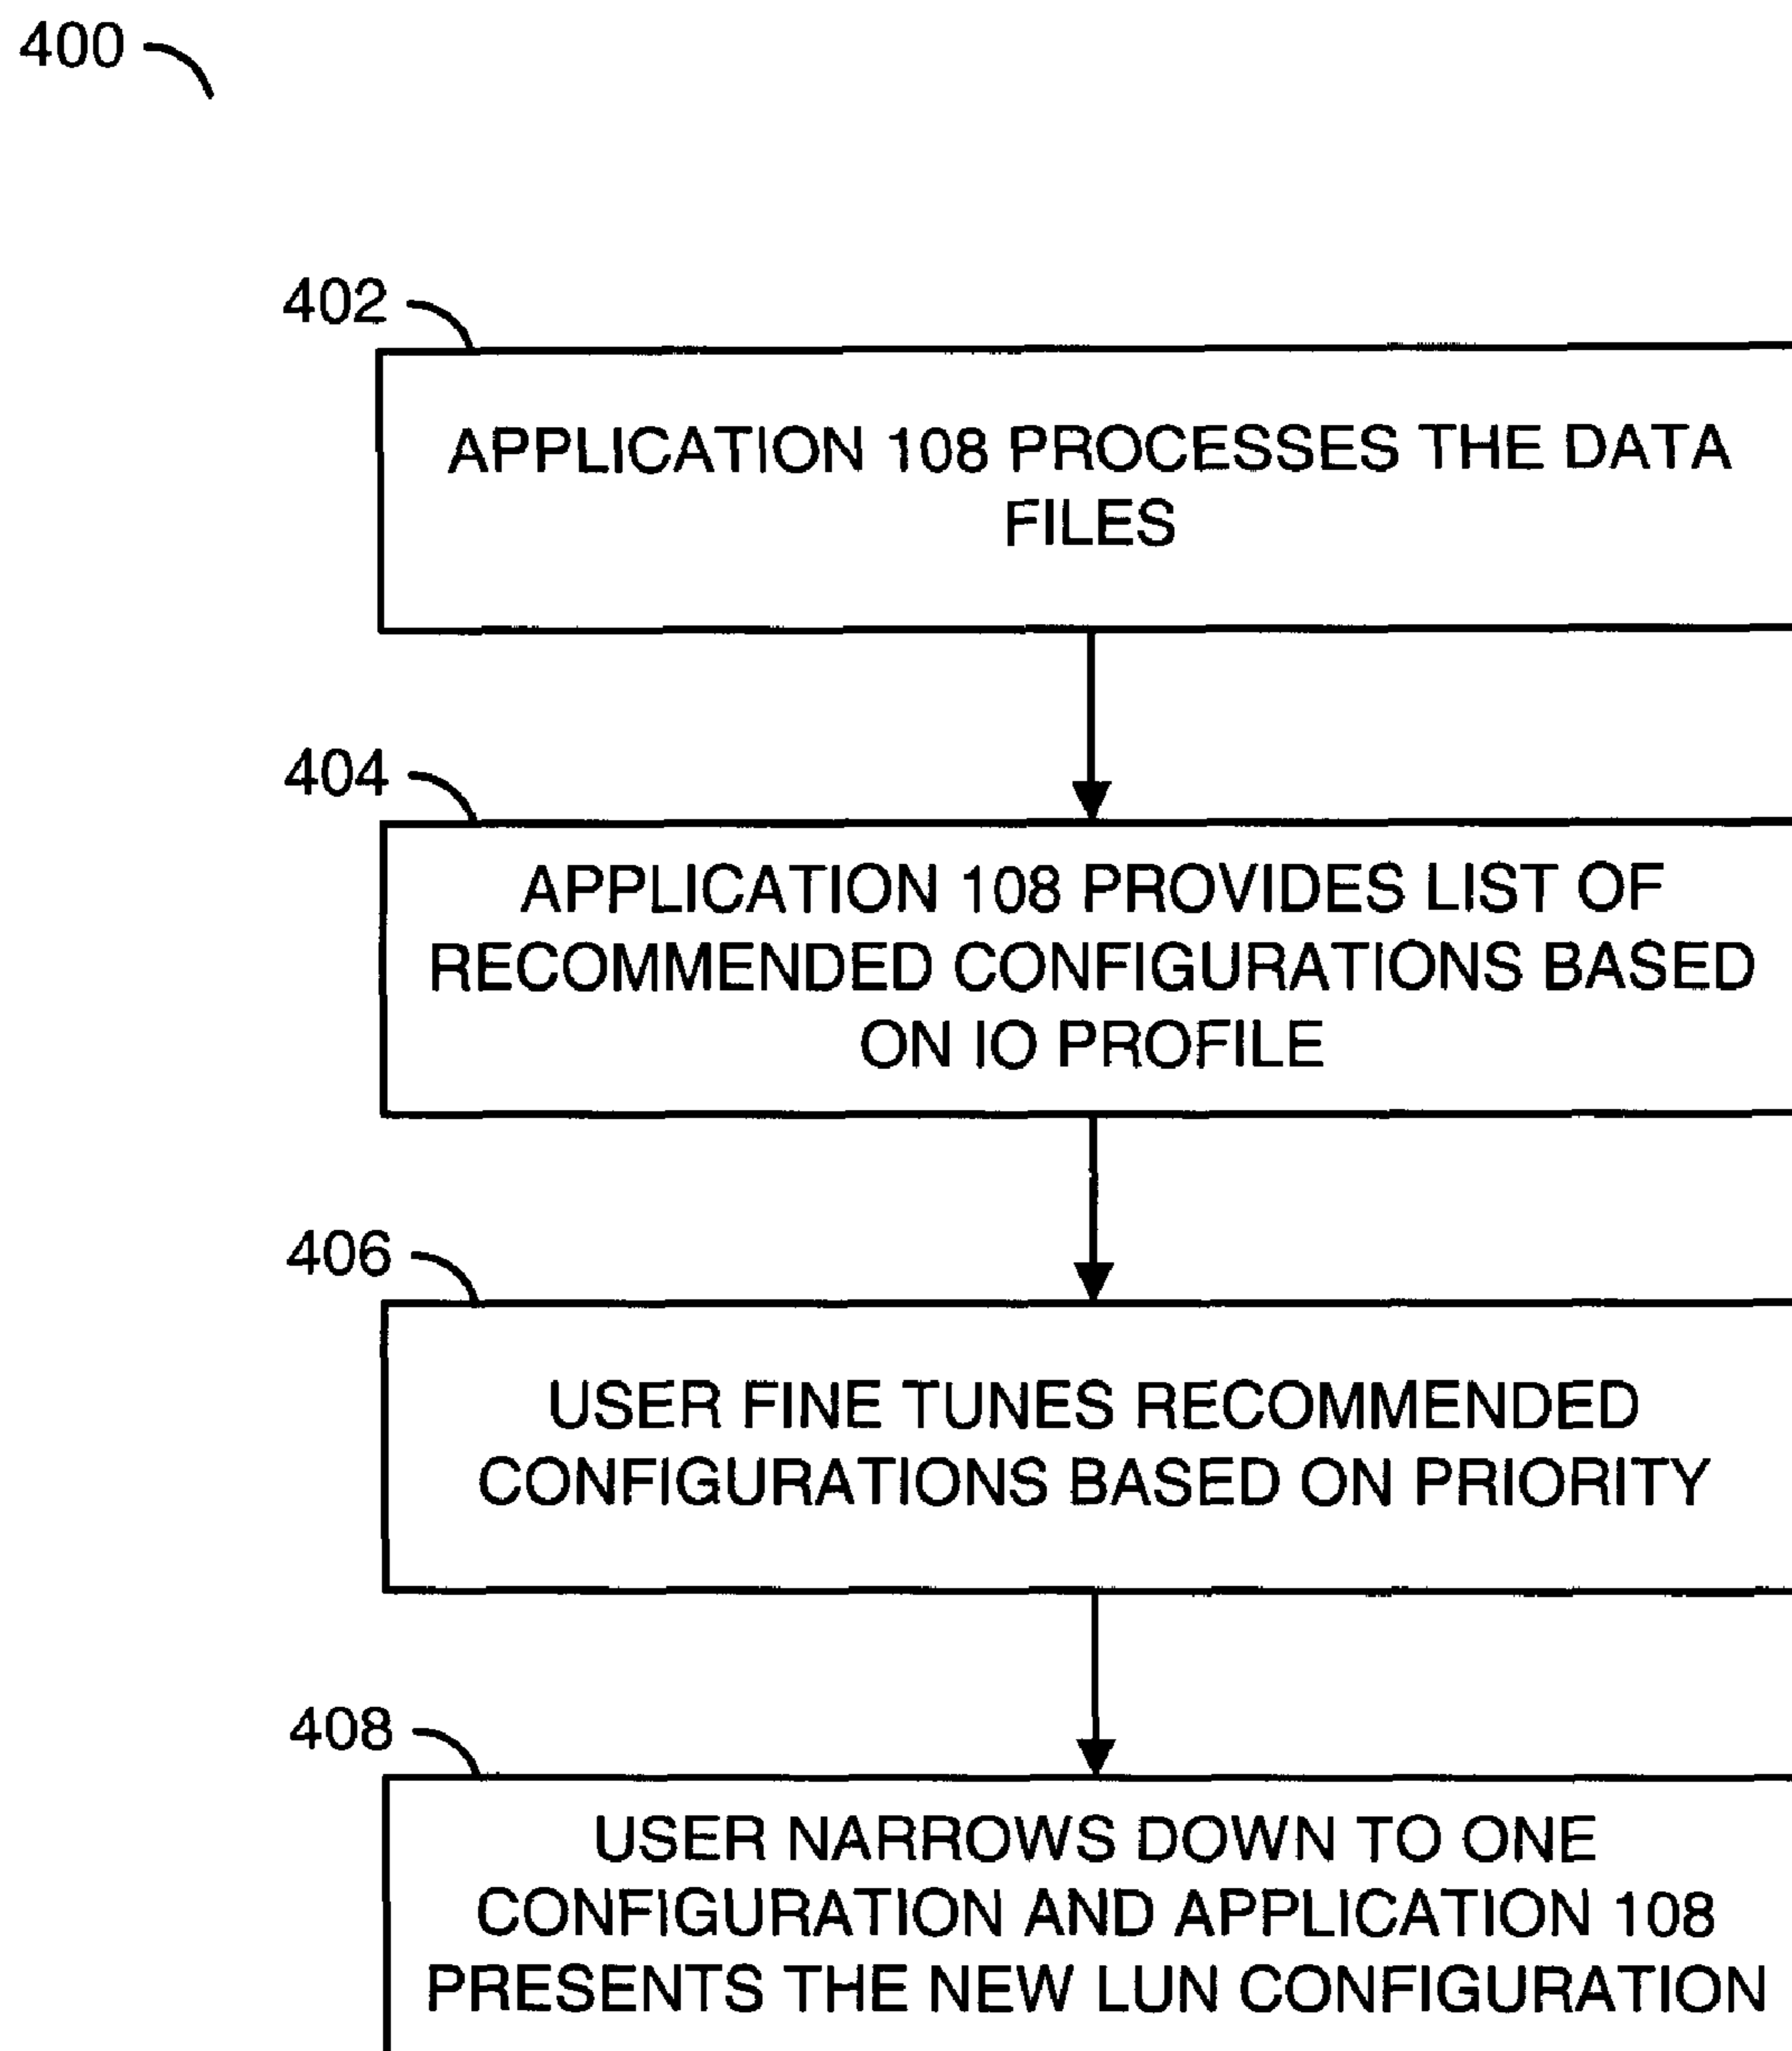 400
402
APPLICATION 108 PROCESSES THE DATA
FILES
404
APPLICATION 108 PROVIDES LIST OF
RECOMMENDED CONFIGURATIONS BASED
ON IO PROFILE
406
USER FINE TUNES RECOMMENDED
CONFIGURATIONS BASED ON PRIORITY
408
USER NARROWS DOWN TO ONE
CONFIGURATION AND APPLICATION 108
PRESENTS THE NEW LUN CONFIGURATION